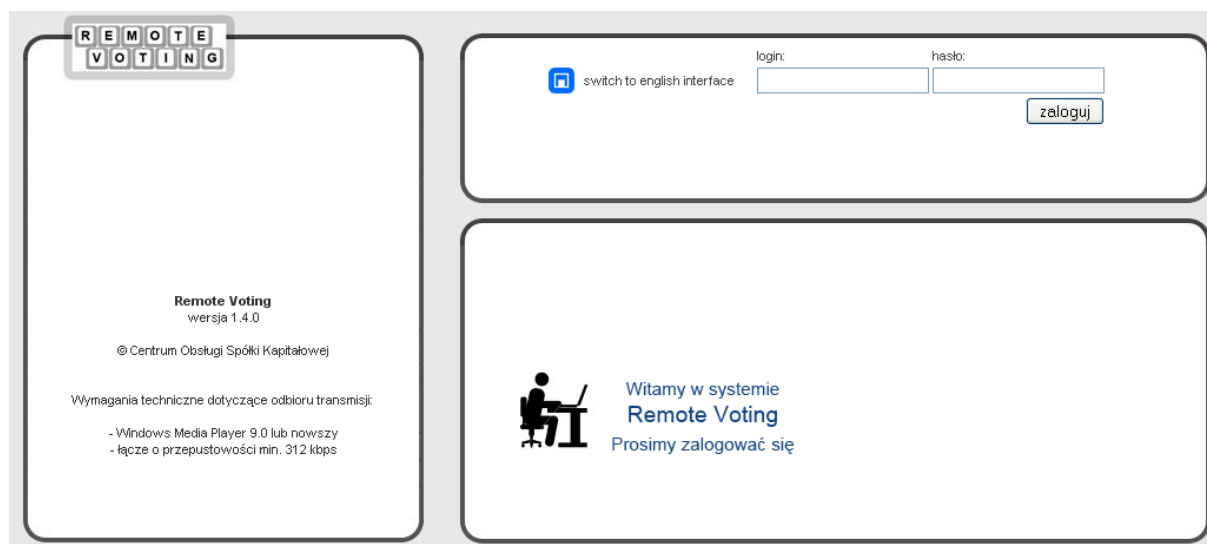 REMOTE
VOTING
Remote Voting
wersja 1.4.0
© Centrum Obsługi Spółki Kapitałowej
Wymagania techniczne dotyczące odbioru transmisji:
- Windows Media Player 9.0 lub nowszy
- łącze o przepustowości min. 312 kbps
login:
hasło:
switch to english interface
zaloguj
Witamy w systemie
Remote Voting
Prosimy zalogować się